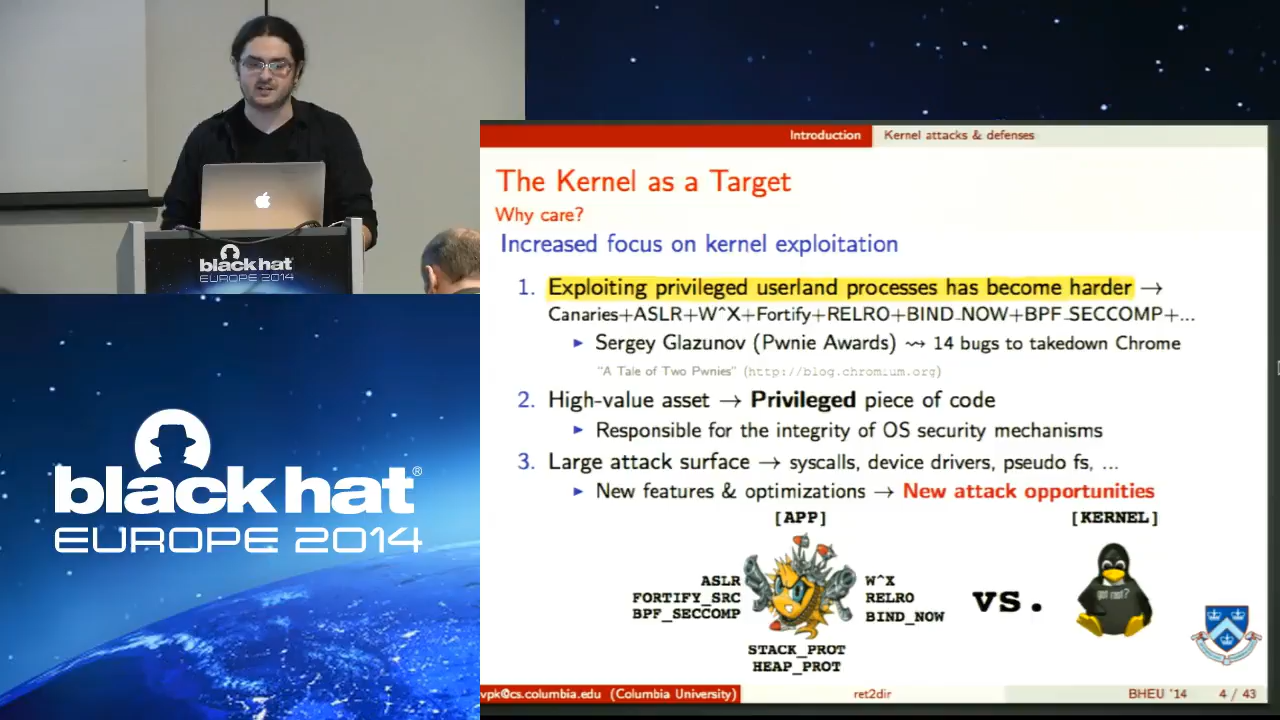 black hat
EUROPE 2014
black hat®
EUROPE 2014
Introduction Kernel attacks & defenses
The Kernel as a Target
Why care?
Increased focus on kernel exploitation
1. Exploiting privileged userland processes has become harder →
Canaries+ASLR+W^X+Fortify+RELRO+BIND_NOW+BPF_SECCOMP+...
▶ Sergey Glazunov (Pwnie Awards) ⇝ 14 bugs to takedown Chrome
"A Tale of Two Pwnies" (http://blog.chromium.org)
2. High-value asset → Privileged piece of code
▶ Responsible for the integrity of OS security mechanisms
3. Large attack surface → syscalls, device drivers, pseudo fs, ...
▶ New features & optimizations → New attack opportunities
[APP] [KERNEL]
ASLR
FORTIFY_SRC
BPF_SECCOMP
W^X
RELRO
BIND_NOW
STACK_PROT
HEAP_PROT
vs.
got root?
vpk@cs.columbia.edu (Columbia University) ret2dir BHEU '14 4 / 43